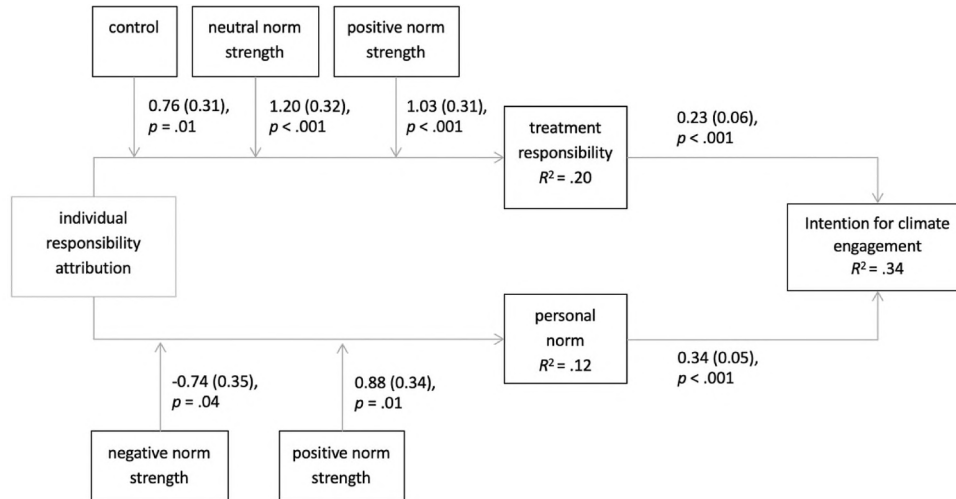 control
neutral norm
strength
positive norm
strength
0.76 (0.31),
p = .01
1.20 (0.32),
p < .001
1.03 (0.31),
p < .001
treatment
responsibility
R² = .20
0.23 (0.06),
p < .001
individual
responsibility
attribution
Intention for climate
engagement
R² = .34
personal
norm
R² = .12
0.34 (0.05),
p < .001
-0.74 (0.35),
p = .04
0.88 (0.34),
p = .01
negative norm
strength
positive norm
strength